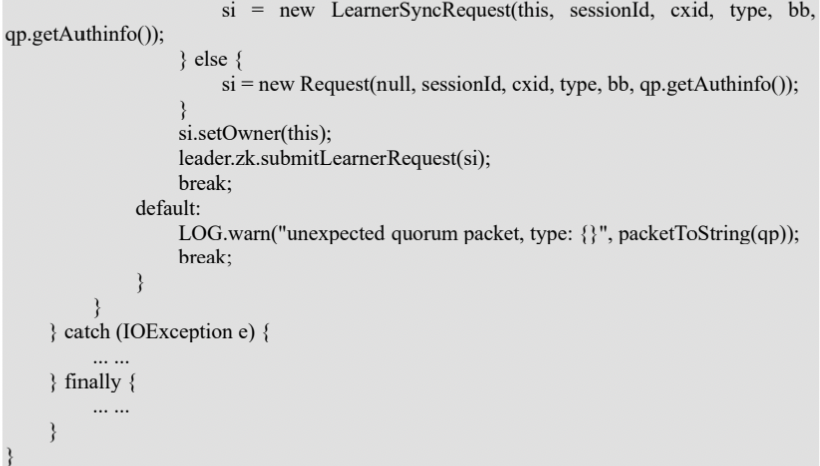 si = new LearnerSyncRequest(this, sessionId, cxid, type, bb,
qp.getAuthinfo());
} else {
si = new Request(null, sessionId, cxid, type, bb, qp.getAuthinfo());
}
si.setOwner(this);
leader.zk.submitLearnerRequest(si);
break;
default:
LOG.warn("unexpected quorum packet, type: {}", packetToString(qp));
break;
}
}
} catch (IOException e) {
... ...
} finally {
... ...
}
}